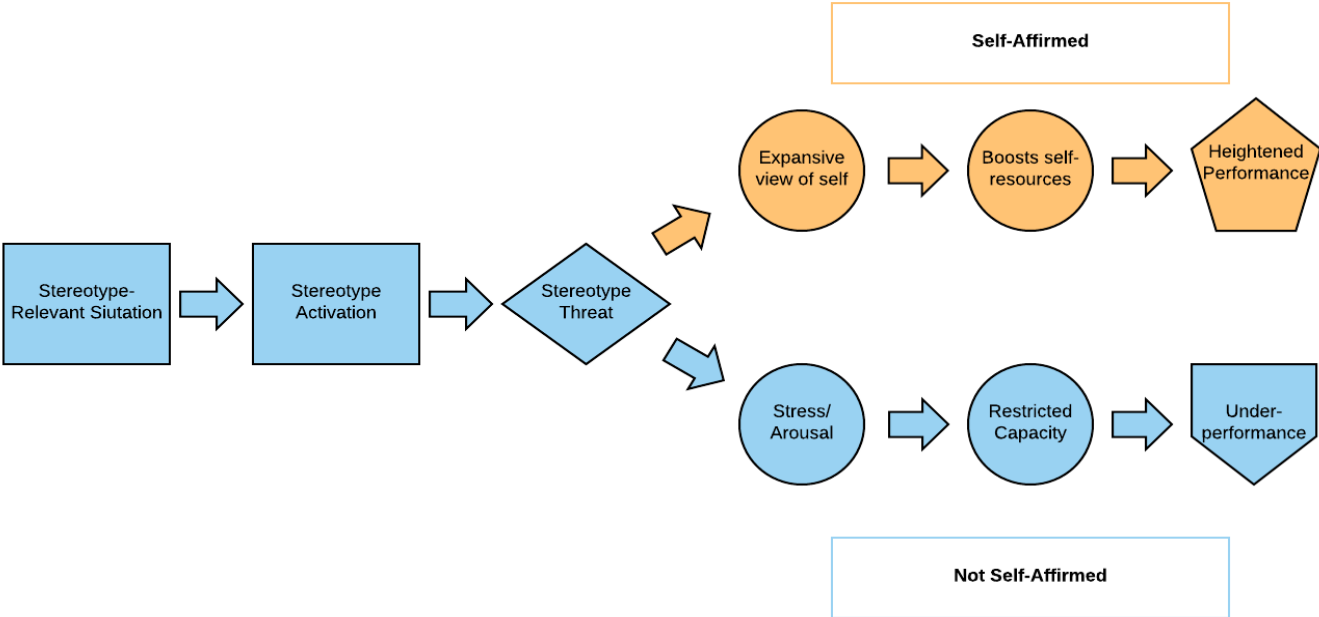 Self-Affirmed
Expansive
view of self
Boosts self-
resources
Heightened
Performance
Stereotype-
Relevant Siutation
Stereotype
Activation
Stereotype
Threat
Stress/
Arousal
Restricted
Capacity
Under-
performance
Not Self-Affirmed